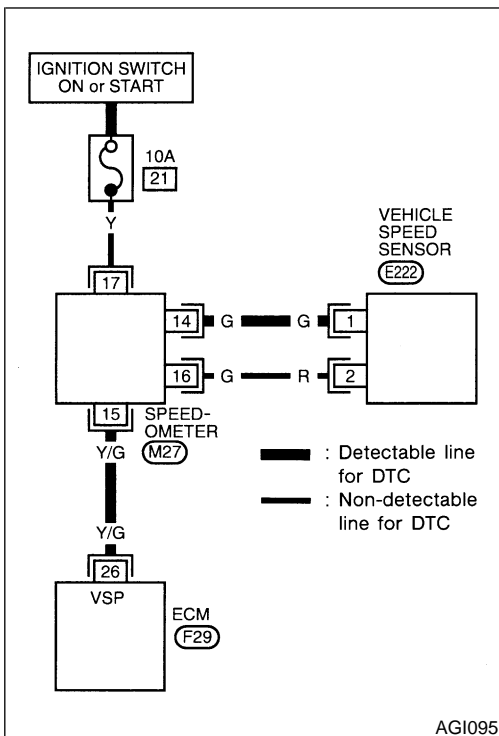 IGNITION SWITCH
ON or START
10A
21
Y
17
VEHICLE
SPEED
SENSOR
E222
14 G G 1
16 G R 2
15
SPEED-
OMETER
M27
Y/G
: Detectable line
for DTC
: Non-detectable
line for DTC
Y/G
26
VSP
ECM
F29
AGI095